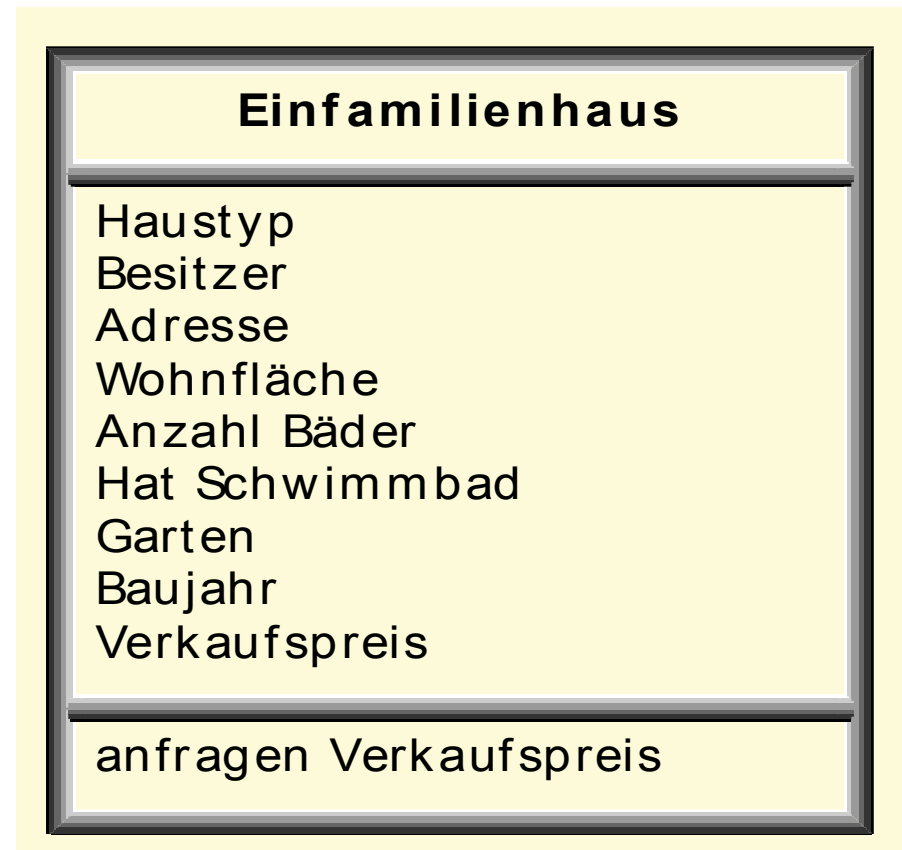 Einfamilienhaus
Haustyp
Besitzer
Adresse
Wohnfläche
Anzahl Bäder
Hat Schwimmbad
Garten
Baujahr
Verkaufspreis
anfragen Verkaufspreis